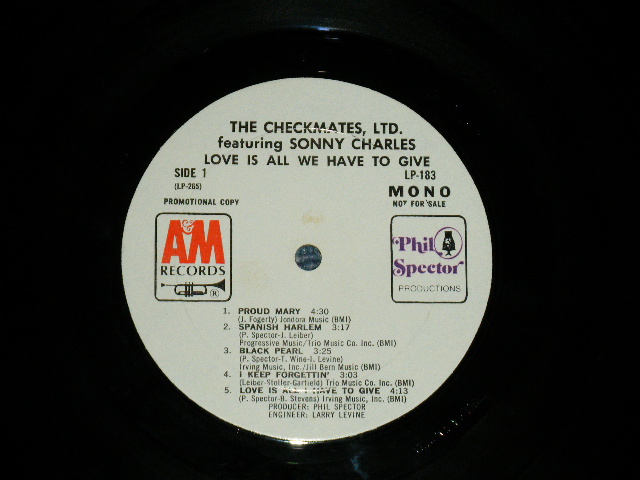 THE CHECKMATES, LTD.
featuring SONNY CHARLES
LOVE IS ALL WE HAVE TO GIVE
SIDE 1
LP-183
(LP-265)
MONO
PROMOTIONAL COPY
NOT FOR SALE
A&M
RECORDS
®
Phil
Spector
PRODUCTIONS
1. PROUD MARY 4:30
(J. Fogerty) Jondora Music (BMI)
2. SPANISH HARLEM 3:17
(P. Spector-J. Leiber)
Progressive Music/Trio Music Co. Inc. (BMI)
3. BLACK PEARL 3:25
(P. Spector-T. Wine-I. Levine)
Irving Music, Inc./Jill Bern Music (BMI)
4. I KEEP FORGETTIN' 3:03
(Leiber-Stoller-Garfield) Trio Music Co. Inc. (BMI)
5. LOVE IS ALL I HAVE TO GIVE 4:13
(P. Spector-B. Stevens) Irving Music, Inc. (BMI)
PRODUCER: PHIL SPECTOR
ENGINEER: LARRY LEVINE